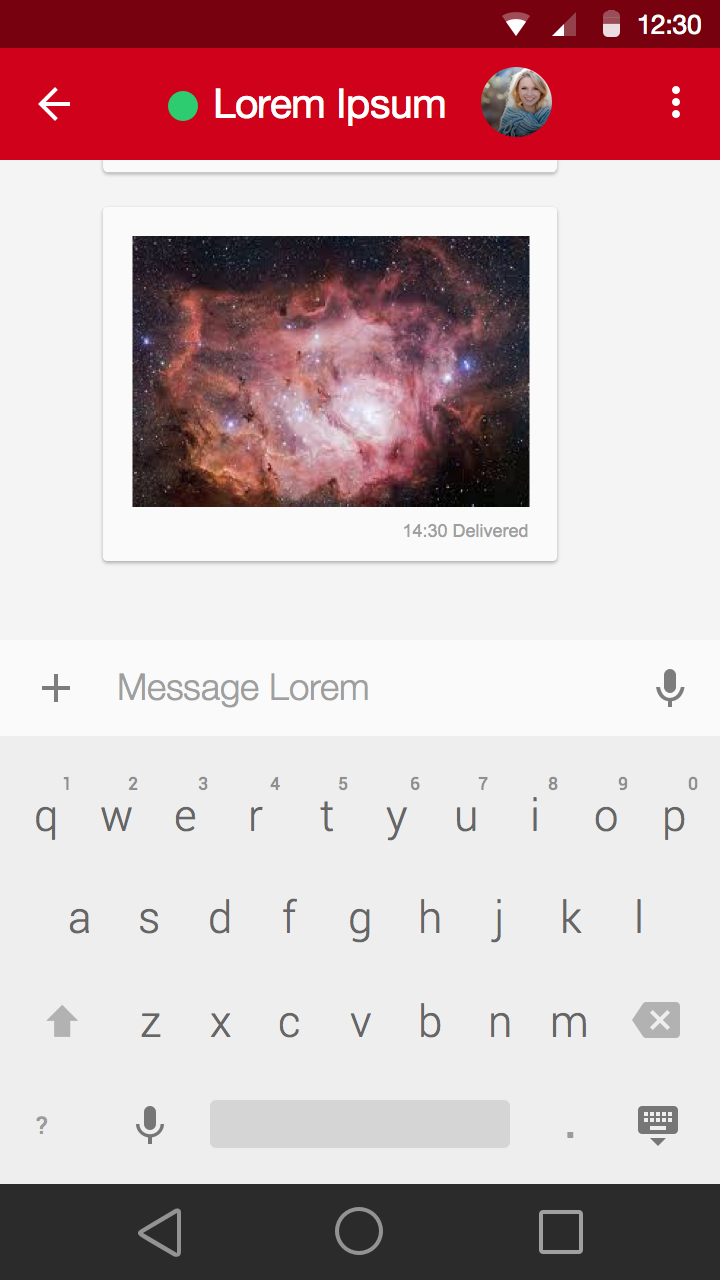 12:30
Lorem Ipsum
14:30 Delivered
Message Lorem
1 2 3 4 5 6 7 8 9 0
q w e r t y u i o p
a s d f g h j k l
z x c v b n m
? .